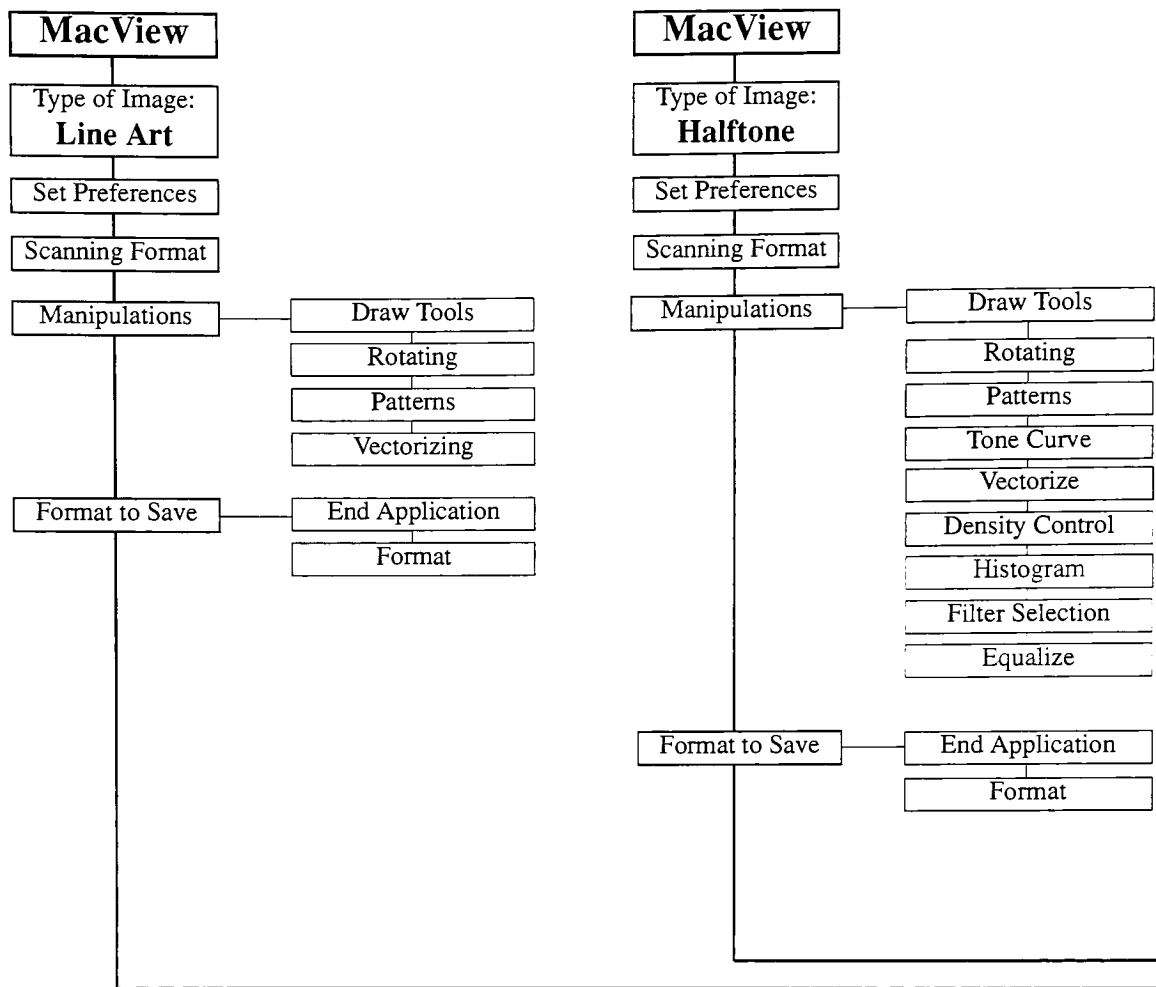 MacView
Type of Image:
Line Art
Set Preferences
Scanning Format
Manipulations
Draw Tools
Rotating
Patterns
Vectorizing
Format to Save
End Application
Format
MacView
Type of Image:
Halftone
Set Preferences
Scanning Format
Manipulations
Draw Tools
Rotating
Patterns
Tone Curve
Vectorize
Density Control
Histogram
Filter Selection
Equalize
Format to Save
End Application
Format